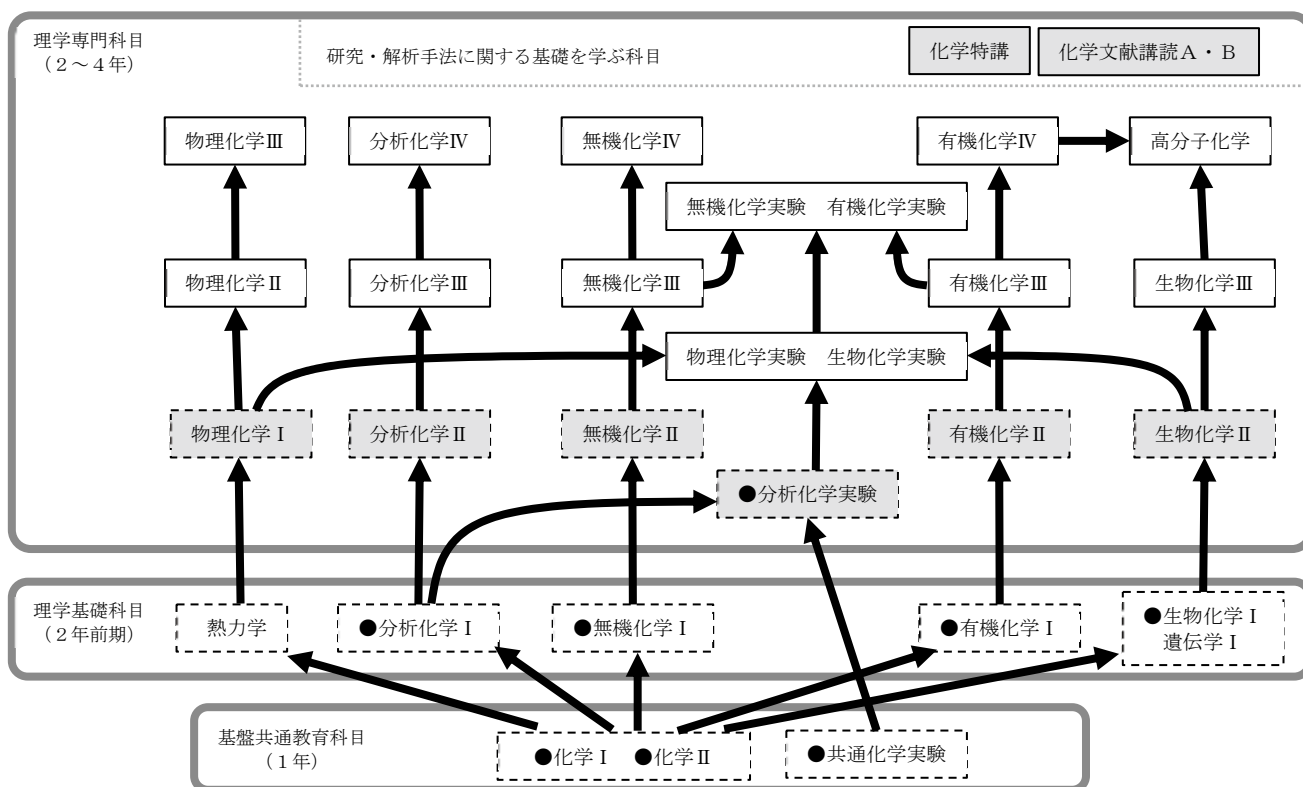 理学専門科目
(2~4年)
研究・解析手法に関する基礎を学ぶ科目
化学特講
化学文献講読A・B
物理化学Ⅲ
分析化学Ⅳ
無機化学Ⅳ
有機化学Ⅳ
高分子化学
無機化学実験 有機化学実験
物理化学Ⅱ
分析化学Ⅲ
無機化学Ⅲ
有機化学Ⅲ
生物化学Ⅲ
物理化学実験 生物化学実験
物理化学Ⅰ
分析化学Ⅱ
無機化学Ⅱ
有機化学Ⅱ
生物化学Ⅱ
●分析化学実験
理学基礎科目
(2年前期)
熱力学
●分析化学Ⅰ
●無機化学Ⅰ
●有機化学Ⅰ
●生物化学Ⅰ
遺伝学Ⅰ
基盤共通教育科目
(1年)
●化学Ⅰ ●化学Ⅱ
●共通化学実験